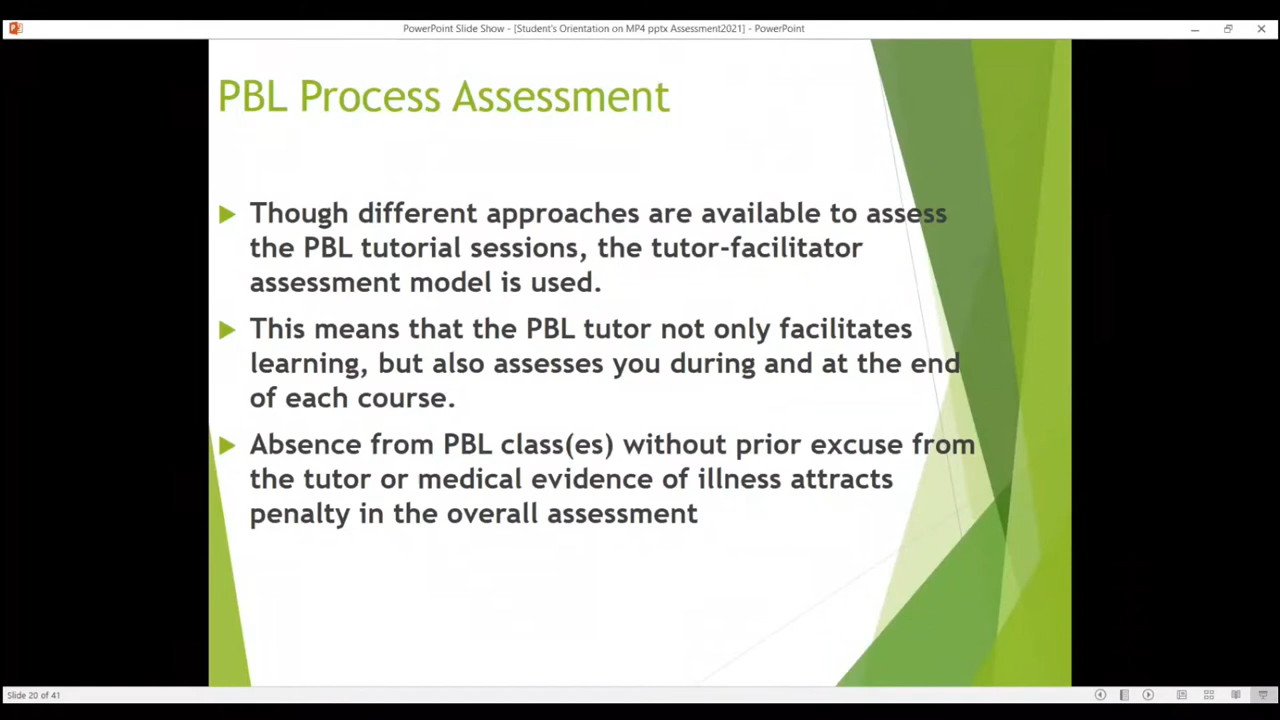 PowerPoint Slide Show - [Student's Orientation on MP4 pptx Assessment2021] - PowerPoint
PBL Process Assessment
Though different approaches are available to assess
the PBL tutorial sessions, the tutor-facilitator
assessment model is used.
This means that the PBL tutor not only facilitates
learning, but also assesses you during and at the end
of each course.
Absence from PBL class(es) without prior excuse from
the tutor or medical evidence of illness attracts
penalty in the overall assessment
Slide 20 of 41